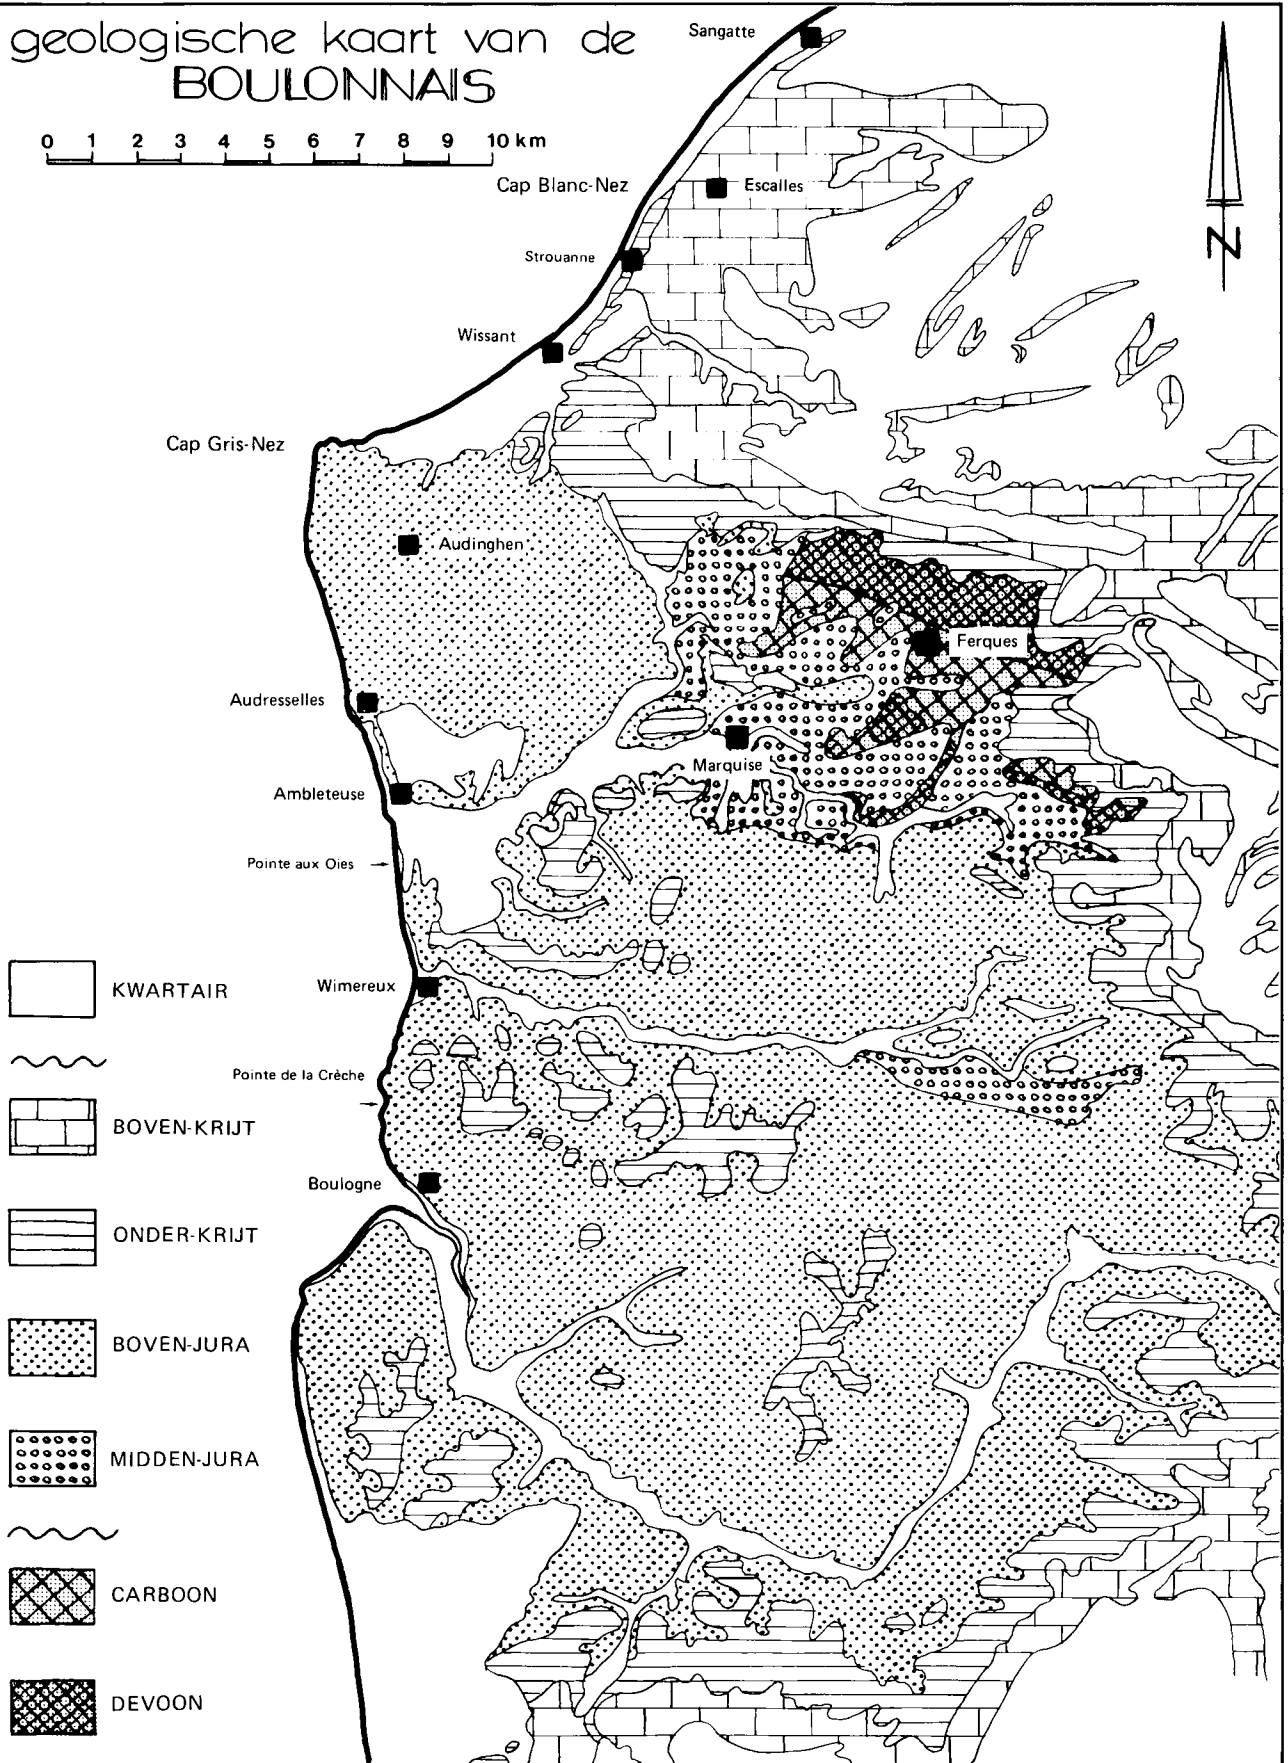 geologische kaart van de
BOULONNAIS
0 1 2 3 4 5 6 7 8 9 10 km
Sangatte
Cap Blanc-Nez
Escalles
Strouanne
N
Wissant
Cap Gris-Nez
Audinghen
Ferques
Audresselles
Marquise
Ambleteuse
Pointe aux Oies
Wimereux
Pointe de la Crèche
Boulogne
KWARTAIR
BOVEN-KRIJT
ONDER-KRIJT
BOVEN-JURA
MIDDEN-JURA
CARBOON
DEVOON